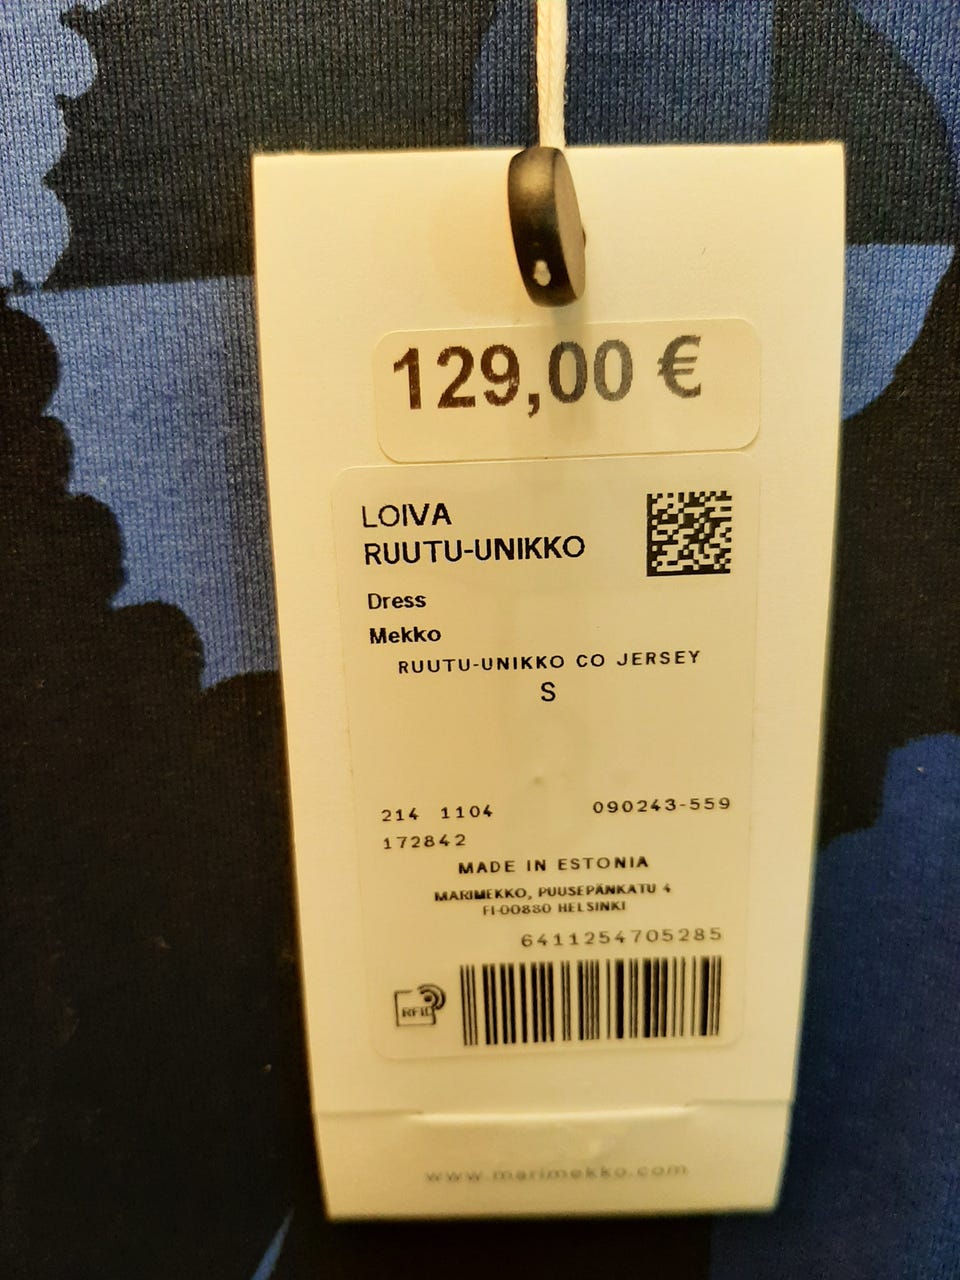 129,00 €
LOIVA
RUUTU-UNIKKO
Dress
Mekko
RUUTU-UNIKKO CO JERSEY
S
214 1104 090243-559
172842
MADE IN ESTONIA
MARIMEKKO, PUUSEPÄNKATU 4
FI-00880 HELSINKI
6411254705285
RFID
www.marimekko.com